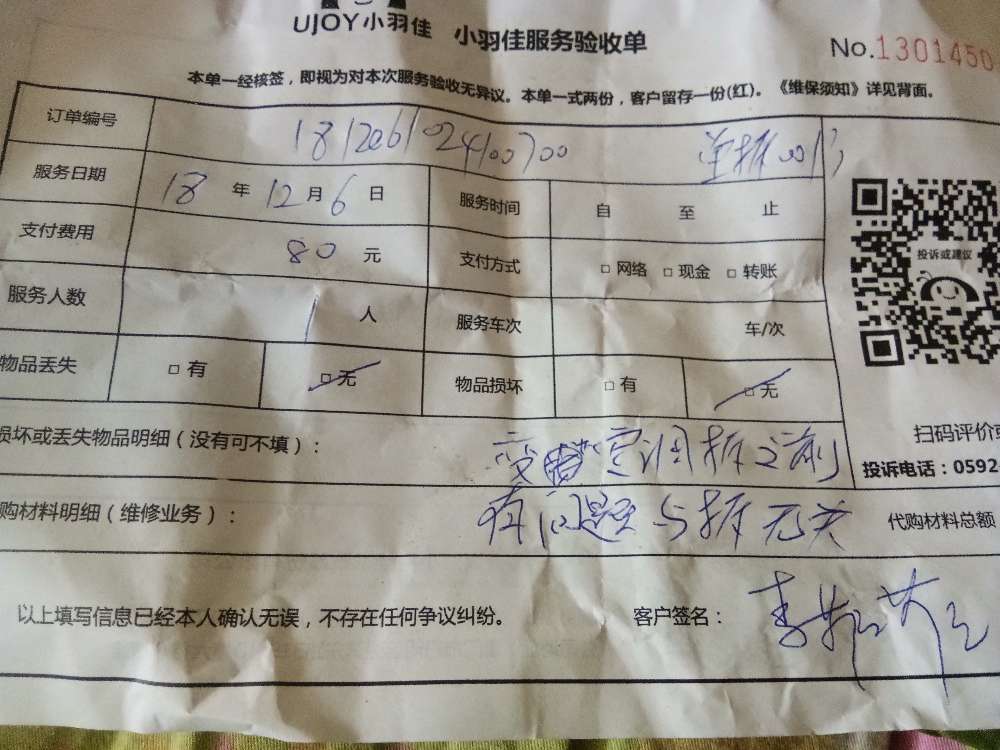 UJOY小羽佳 小羽佳服务验收单
No.1301450
本单一经核签，即视为对本次服务验收无异议。本单一式两份，客户留存一份(红)。《维保须知》详见背面。
订单编号 1812061024100700 单拆
服务日期 18 年 12 月 6 日 服务时间 自 至 止
支付费用 80 元 支付方式 □ 网络 □ 现金 □ 转账
服务人数 1 人 服务车次 车/次
物品丢失 □ 有 □ 无 物品损坏 □ 有 □ 无
投诉或建议
损坏或丢失物品明细（没有可不填）： 空调拆之前
扫码评价或
投诉电话：0592
购材料明细（维修业务）： 有问题与拆无关
代购材料总额
以上填写信息已经本人确认无误，不存在任何争议纠纷。 客户签名： 李